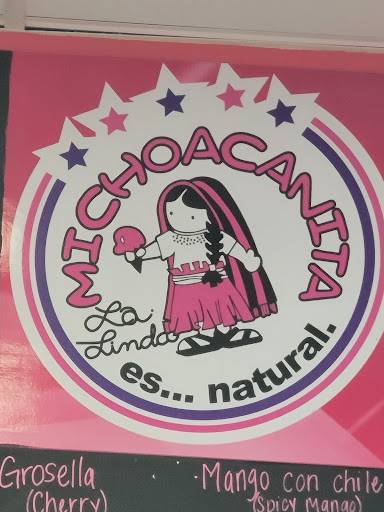 MICHOACANITA
La
Linda
es... natural.
Grosella
(Cherry)
Mango con chile
(Spicy Mango)